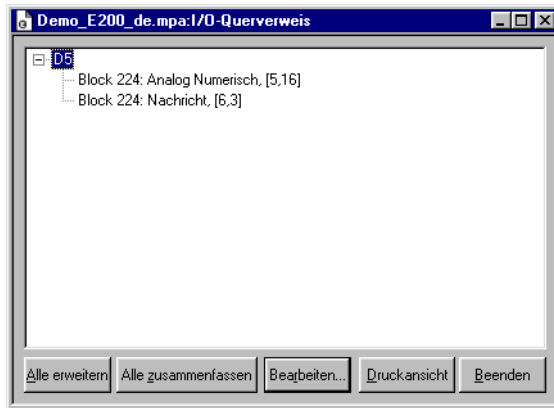 Demo_E200_de.mpa:I/O-Querverweis
D5
Block 224: Analog Numerisch, [5,16]
Block 224: Nachricht, [6,3]
Alle erweitern Alle zusammenfassen Bearbeiten... Druckansicht Beenden